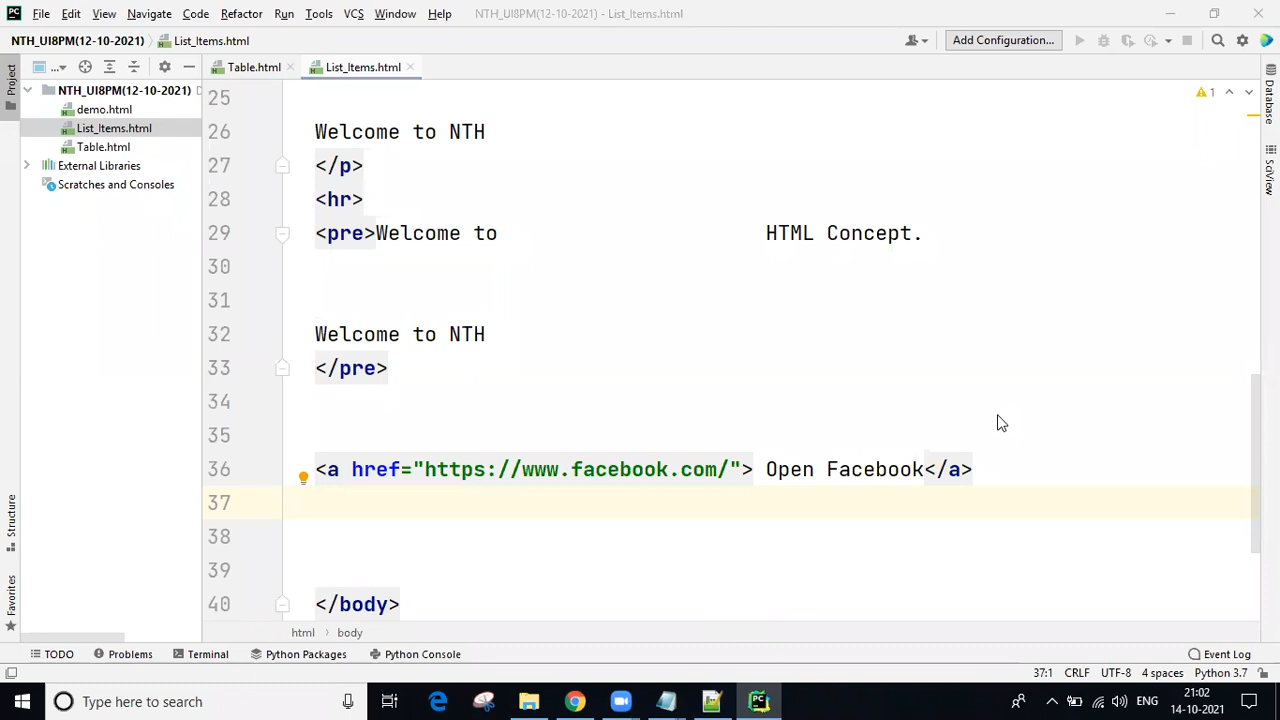 PC File Edit View Navigate Code Refactor Run Tools VCS Window Help NTH_UI8PM(12-10-2021) - List_Items.html
NTH_UI8PM(12-10-2021) List_Items.html Add Configuration...
... Table.html List_Items.html
Project
NTH_UI8PM(12-10-2021) D
demo.html
List_Items.html
Table.html
External Libraries
Scratches and Consoles
Structure
Favorites
1
Database
SciView
25
26 Welcome to NTH
27 </p>
28 <hr>
29 <pre>Welcome to HTML Concept.
30
31
32 Welcome to NTH
33 </pre>
34
35
36 <a href="https://www.facebook.com/"> Open Facebook</a>
37
38
39
40 </body>
html › body
TODO Problems Terminal Python Packages Python Console Event Log
37:1 CRLF UTF-8 4 spaces Python 3.7
Type here to search ENG 21:02
14-10-2021